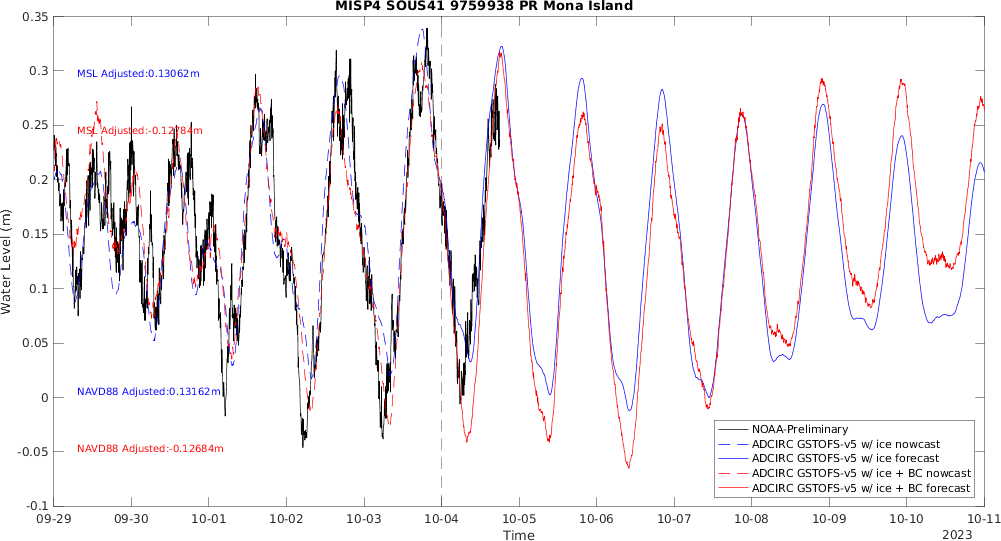 MISP4 SOUS41 9759938 PR Mona Island
0.35
0.3
0.25
0.2
0.15
0.1
0.05
0
-0.05
-0.1
Water Level (m)
MSL Adjusted:0.13062m
MSL Adjusted:-0.12784m
NAVD88 Adjusted:0.13162m
NAVD88 Adjusted:-0.12684m
NOAA-Preliminary
ADCIRC GSTOFS-v5 w/ ice nowcast
ADCIRC GSTOFS-v5 w/ ice forecast
ADCIRC GSTOFS-v5 w/ ice + BC nowcast
ADCIRC GSTOFS-v5 w/ ice + BC forecast
09-29 09-30 10-01 10-02 10-03 10-04 10-05 10-06 10-07 10-08 10-09 10-10 10-11
Time
2023